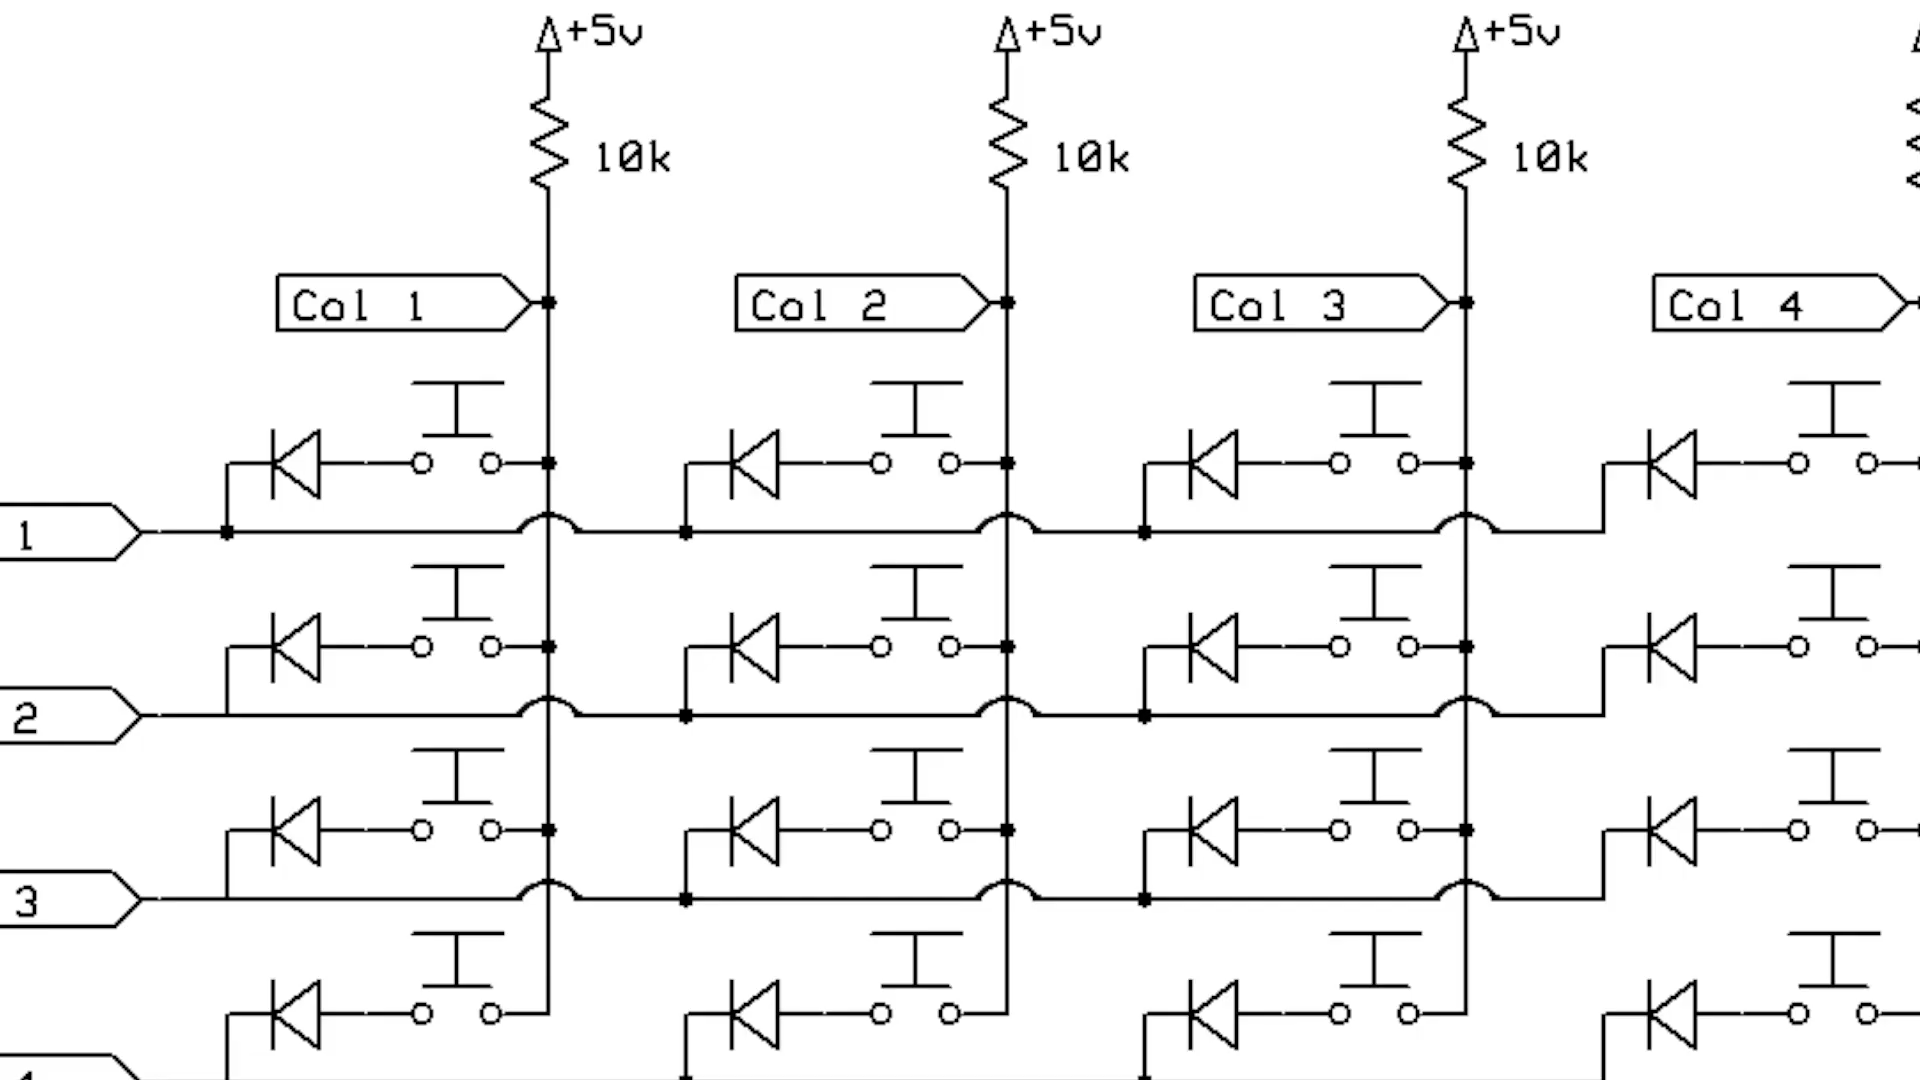 +5v +5v +5v
10k 10k 10k
Col 1 Col 2 Col 3 Col 4
1
2
3